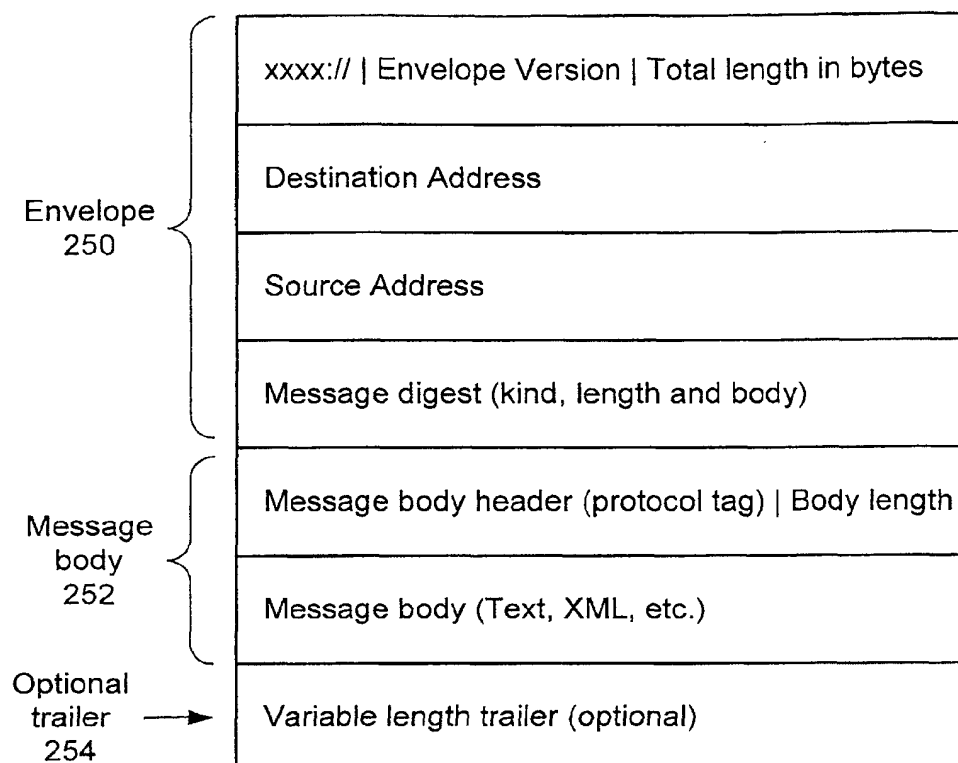 xxxx:// | Envelope Version | Total length in bytes
Destination Address
Envelope
250
Source Address
Message digest (kind, length and body)
Message body header (protocol tag) | Body length
Message
body
252
Message body (Text, XML, etc.)
Optional
trailer
254
Variable length trailer (optional)